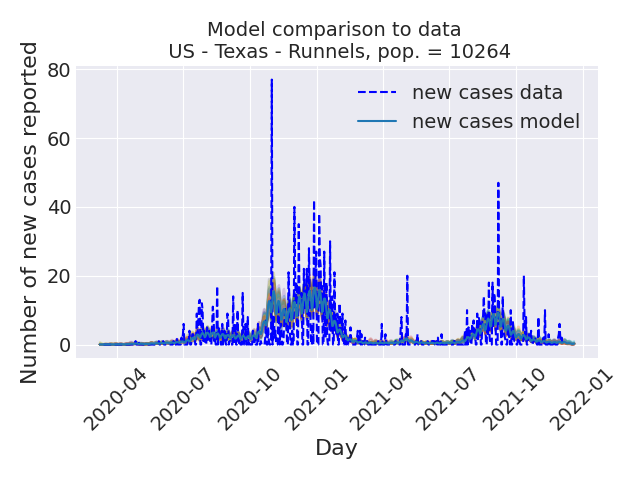 Model comparison to data
US - Texas - Runnels, pop. = 10264
Number of new cases reported
80
60
40
20
0
new cases data
new cases model
2020-04
2020-07
2020-10
2021-01
2021-04
2021-07
2021-10
2022-01
Day